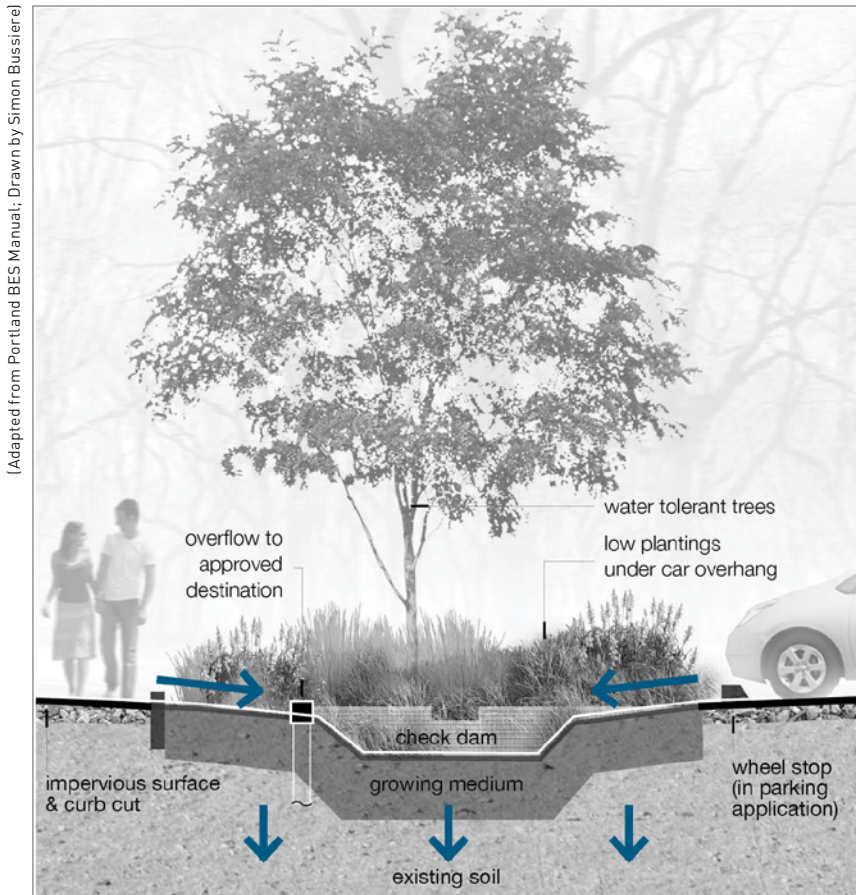 (Adapted from Portland BES Manual; Drawn by Simon Bussiere)
water tolerant trees
overflow to
approved
destination
low plantings
under car overhang
check dam
impervious surface
& curb cut
growing medium
wheel stop
(in parking
application)
existing soil